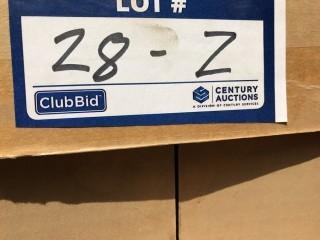 LOT #
28 - Z
ClubBid
CENTURY
AUCTIONS
A DIVISION OF CENTURY SERVICES